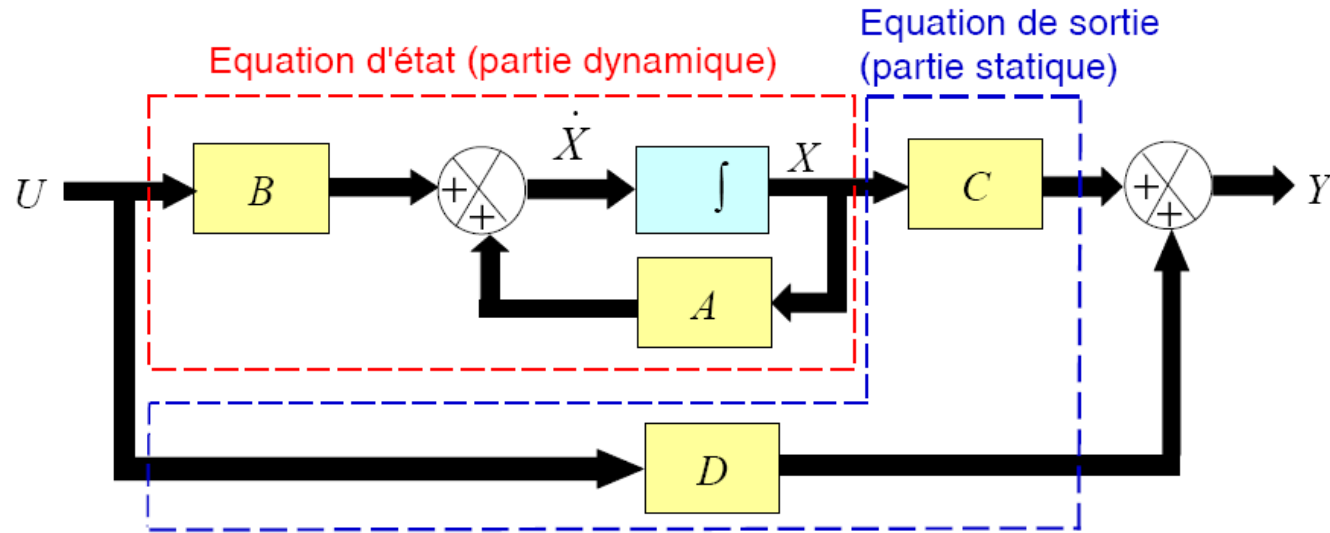 Equation de sortie
(partie statique)
Equation d'état (partie dynamique)
U
B
+
+
Ẋ
∫
X
C
+
+
Y
A
D